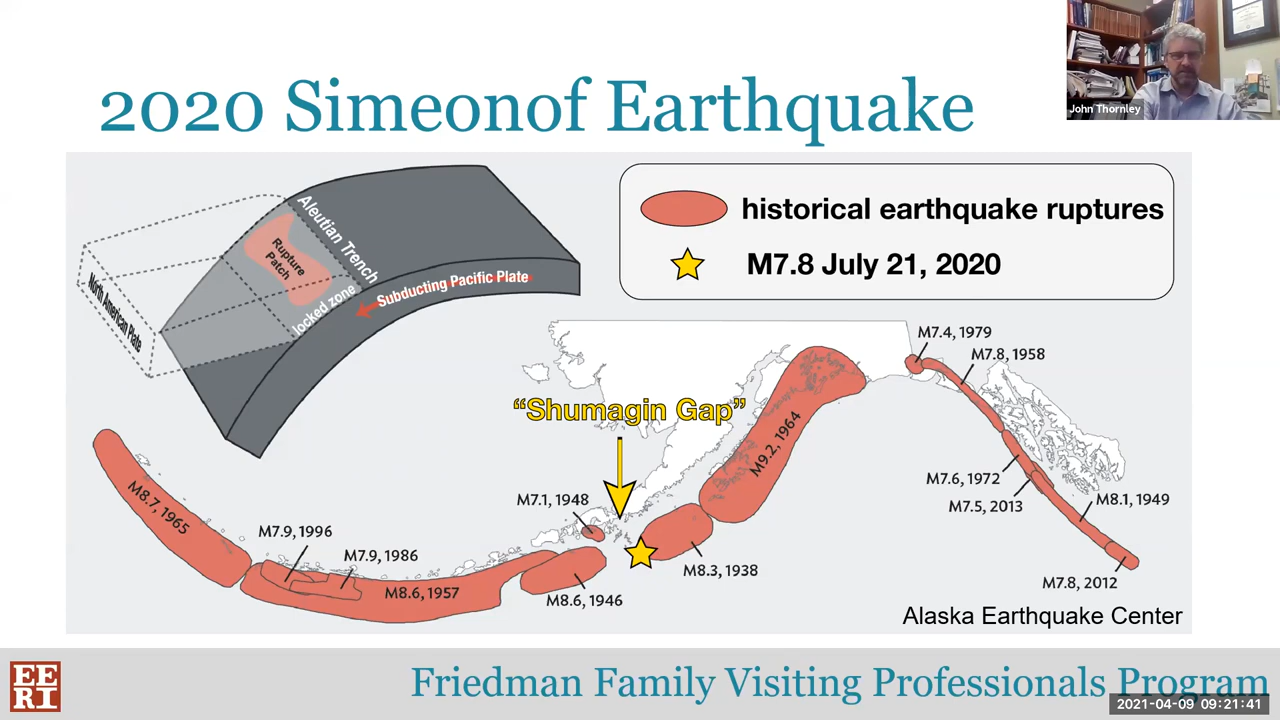 2020 Simeonof Earthquake
John Thornley
North American Plate
Rupture
Patch
Aleutian Trench
locked zone
Subducting Pacific Plate
historical earthquake ruptures
M7.8 July 21, 2020
“Shumagin Gap”
M8.7, 1965
M7.9, 1996
M7.9, 1986
M8.6, 1957
M7.1, 1948
M8.6, 1946
M8.3, 1938
M9.2, 1964
M7.4, 1979
M7.8, 1958
M7.6, 1972
M7.5, 2013
M8.1, 1949
M7.8, 2012
Alaska Earthquake Center
EE
RI
Friedman Family Visiting Professionals Program
2021-04-09 09:21:41